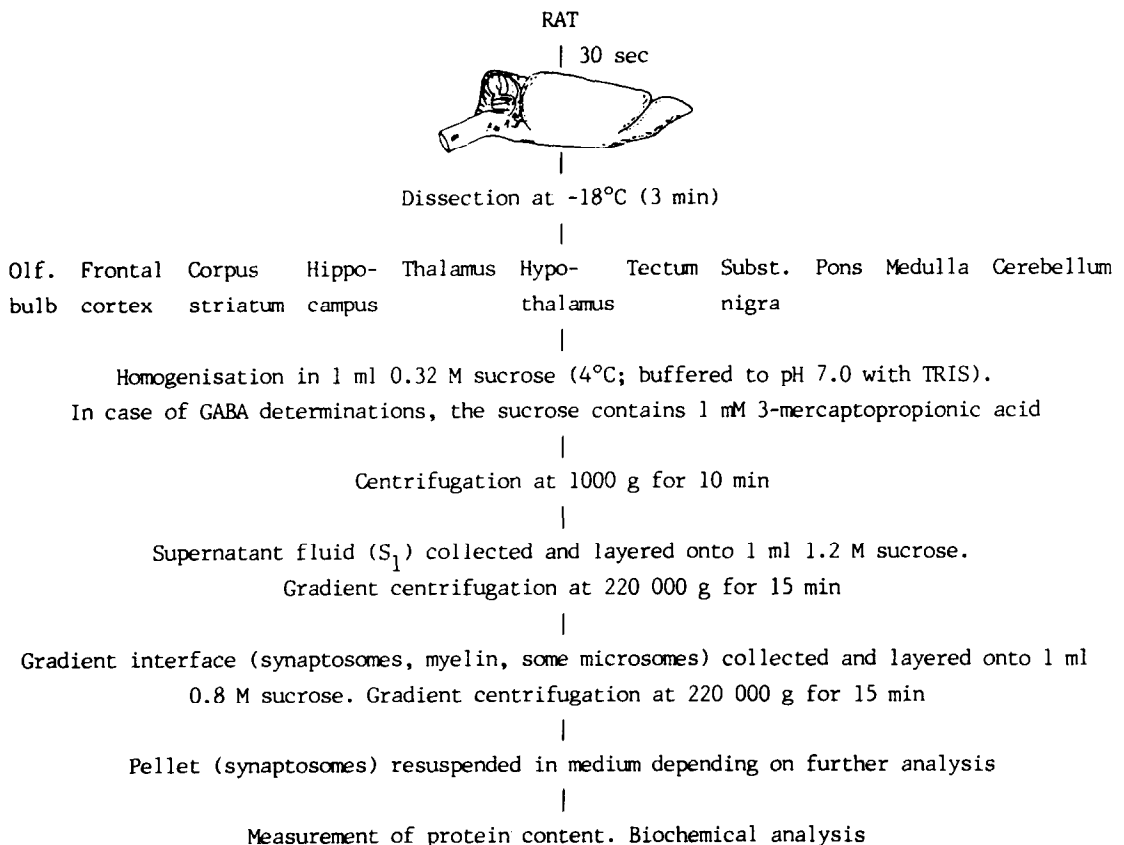 RAT
30 sec
Dissection at -18°C (3 min)
Olf. Frontal Corpus Hippo- Thalamus Hypo- Tectum Subst. Pons Medulla Cerebellum
bulb cortex striatum campus thalamus nigra
Homogenisation in 1 ml 0.32 M sucrose (4°C; buffered to pH 7.0 with TRIS).
In case of GABA determinations, the sucrose contains 1 mM 3-mercaptopropionic acid
Centrifugation at 1000 g for 10 min
Supernatant fluid (S1) collected and layered onto 1 ml 1.2 M sucrose.
Gradient centrifugation at 220 000 g for 15 min
Gradient interface (synaptosomes, myelin, some microsomes) collected and layered onto 1 ml
0.8 M sucrose. Gradient centrifugation at 220 000 g for 15 min
Pellet (synaptosomes) resuspended in medium depending on further analysis
Measurement of protein content. Biochemical analysis